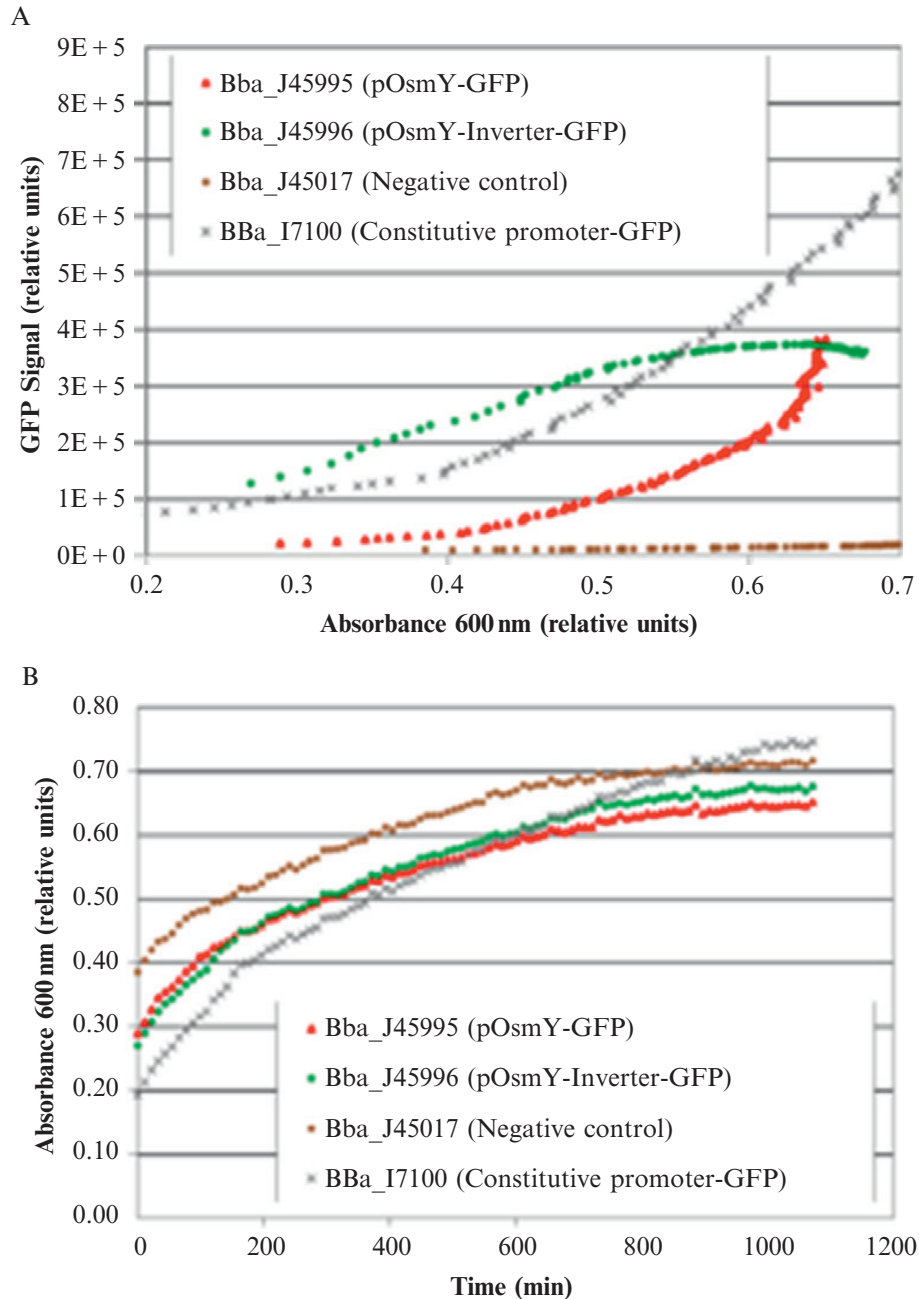 A
9E + 5
8E + 5
7E + 5
6E + 5
5E + 5
4E + 5
3E + 5
2E + 5
1E + 5
0E + 0
GFP Signal (relative units)
Bba_J45995 (pOsmY-GFP)
Bba_J45996 (pOsmY-Inverter-GFP)
Bba_J45017 (Negative control)
BBa_I7100 (Constitutive promoter-GFP)
0.2 0.3 0.4 0.5 0.6 0.7
Absorbance 600 nm (relative units)
B
0.80
0.70
0.60
0.50
0.40
0.30
0.20
0.10
0.00
Absorbance 600 nm (relative units)
Bba_J45995 (pOsmY-GFP)
Bba_J45996 (pOsmY-Inverter-GFP)
Bba_J45017 (Negative control)
BBa_I7100 (Constitutive promoter-GFP)
0 200 400 600 800 1000 1200
Time (min)